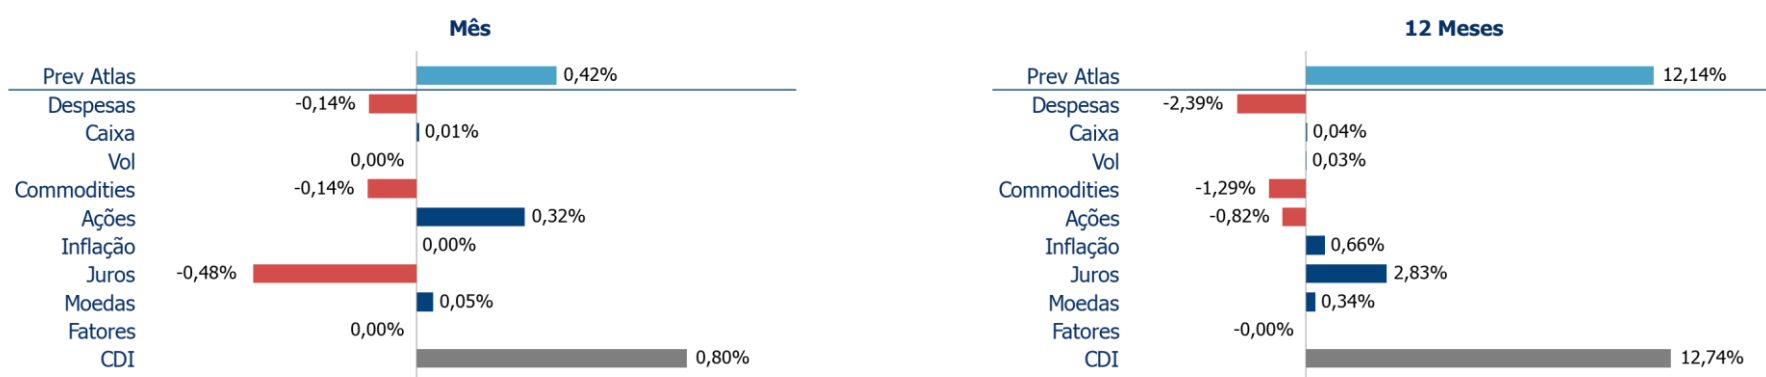 Mês
Prev Atlas 0,42%
Despesas -0,14%
Caixa 0,01%
Vol 0,00%
Commodities -0,14%
Ações 0,32%
Inflação 0,00%
Juros -0,48%
Moedas 0,05%
Fatores 0,00%
CDI 0,80%
12 Meses
Prev Atlas 12,14%
Despesas -2,39%
Caixa 0,04%
Vol 0,03%
Commodities -1,29%
Ações -0,82%
Inflação 0,66%
Juros 2,83%
Moedas 0,34%
Fatores -0,00%
CDI 12,74%